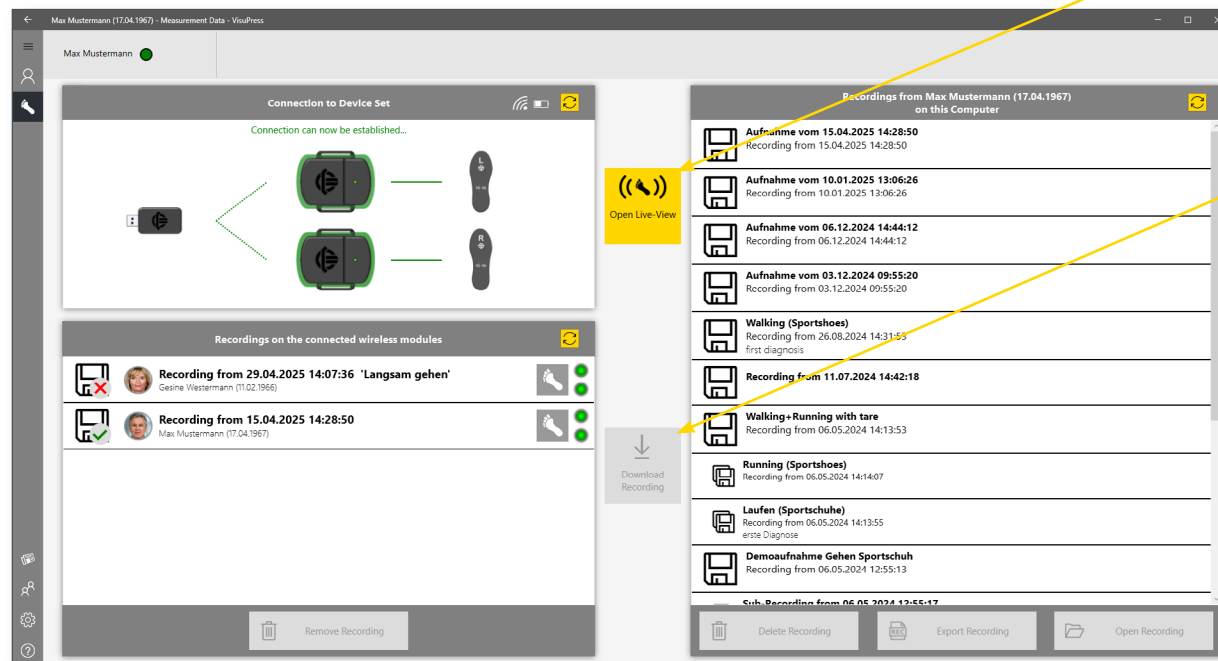 Max Mustermann (17.04.1967) - Measurement Data - VisuPress
Max Mustermann
Connection to Device Set
Connection can now be established...
L
R
Recordings on the connected wireless modules
Recording from 29.04.2025 14:07:36 'Langsam gehen'
Gesine Westermann (11.02.1966)
Recording from 15.04.2025 14:28:50
Max Mustermann (17.04.1967)
Remove Recording
Open Live-View
Download
Recording
Recordings from Max Mustermann (17.04.1967)
on this Computer
Aufnahme vom 15.04.2025 14:28:50
Recording from 15.04.2025 14:28:50
Aufnahme vom 10.01.2025 13:06:26
Recording from 10.01.2025 13:06:26
Aufnahme vom 06.12.2024 14:44:12
Recording from 06.12.2024 14:44:12
Aufnahme vom 03.12.2024 09:55:20
Recording from 03.12.2024 09:55:20
Walking (Sportshoes)
Recording from 26.08.2024 14:31:53
first diagnosis
Recording from 11.07.2024 14:42:18
Walking+Running with tare
Recording from 06.05.2024 14:13:53
Running (Sportshoes)
Recording from 06.05.2024 14:14:07
Laufen (Sportschuhe)
Recording from 06.05.2024 14:13:55
erste Diagnose
Demoaufnahme Gehen Sportschuh
Recording from 06.05.2024 12:55:13
Sub-Recording from 06.05.2024 12:55:17
Delete Recording
REC
Export Recording
Open Recording